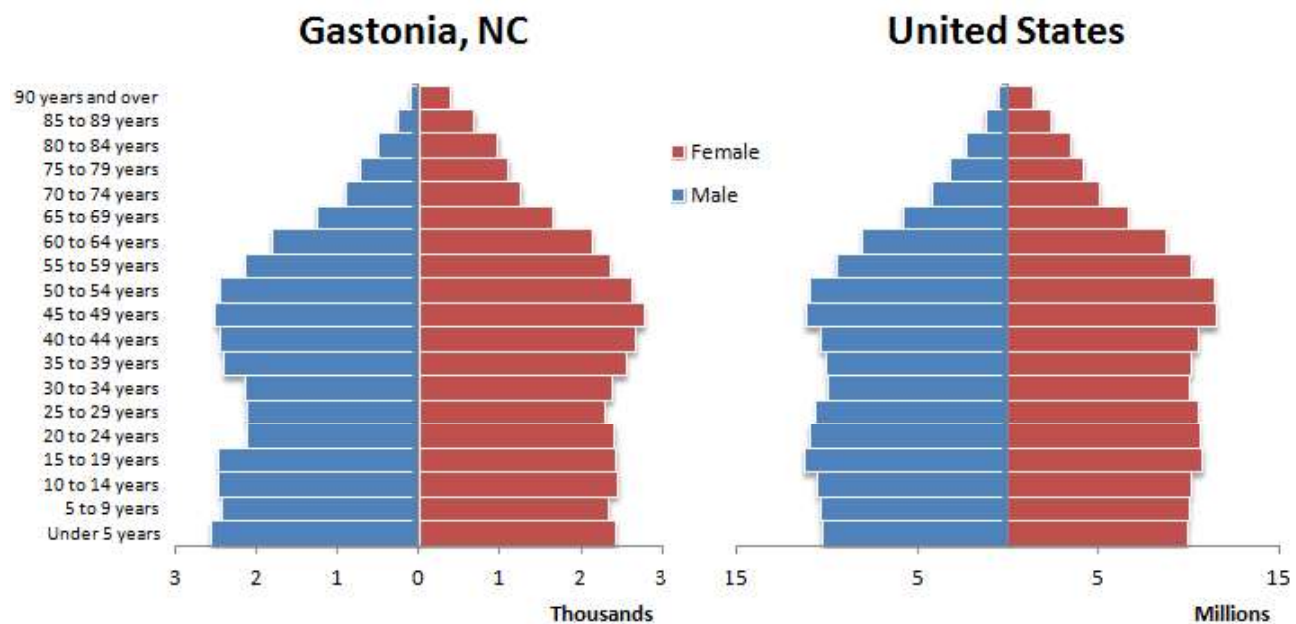 Gastonia, NC
United States
90 years and over
85 to 89 years
80 to 84 years
75 to 79 years
70 to 74 years
65 to 69 years
60 to 64 years
55 to 59 years
50 to 54 years
45 to 49 years
40 to 44 years
35 to 39 years
30 to 34 years
25 to 29 years
20 to 24 years
15 to 19 years
10 to 14 years
5 to 9 years
Under 5 years
Female
Male
3 2 1 0 1 2 3
Thousands
15 5 5 15
Millions